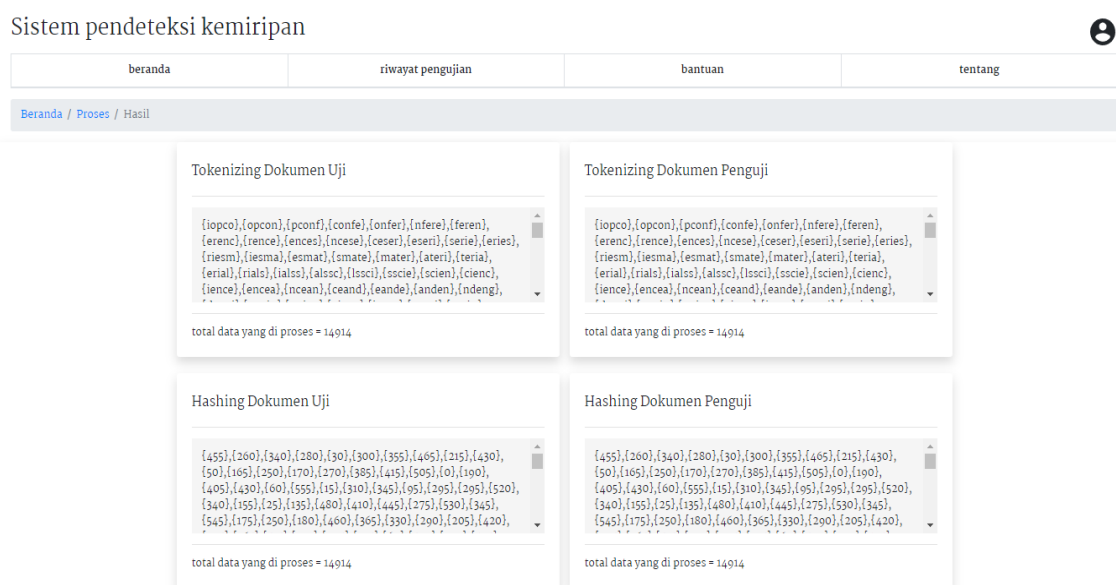 Sistem pendeteksi kemiripan
beranda
riwayat pengujian
bantuan
tentang
Beranda / Proses / Hasil
Tokenizing Dokumen Uji
{iopco},{opcon},{pconf},{confe},{onfer},{nfere},{feren},
{erenc},{rence},{ences},{ncese},{ceser},{eseri},{serie},{eries},
{riesm},{iesma},{esmat},{smate},{mater},{ateri},{teria},
{erial},{rials},{ialss},{alssc},{lssci},{sscie},{scien},{cienc},
{ience},{encea},{ncean},{ceand},{eande},{anden},{ndeng},
total data yang di proses = 14914
Tokenizing Dokumen Penguji
{iopco},{opcon},{pconf},{confe},{onfer},{nfere},{feren},
{erenc},{rence},{ences},{ncese},{ceser},{eseri},{serie},{eries},
{riesm},{iesma},{esmat},{smate},{mater},{ateri},{teria},
{erial},{rials},{ialss},{alssc},{lssci},{sscie},{scien},{cienc},
{ience},{encea},{ncean},{ceand},{eande},{anden},{ndeng},
total data yang di proses = 14914
Hashing Dokumen Uji
{455},{260},{340},{280},{30},{300},{355},{465},{215},{430},
{50},{165},{250},{170},{270},{385},{415},{505},{0},{190},
{405},{430},{60},{555},{15},{310},{345},{95},{295},{295},{520},
{340},{155},{25},{135},{480},{410},{445},{275},{530},{345},
{545},{175},{250},{180},{460},{365},{330},{290},{205},{420},
total data yang di proses = 14914
Hashing Dokumen Penguji
{455},{260},{340},{280},{30},{300},{355},{465},{215},{430},
{50},{165},{250},{170},{270},{385},{415},{505},{0},{190},
{405},{430},{60},{555},{15},{310},{345},{95},{295},{295},{520},
{340},{155},{25},{135},{480},{410},{445},{275},{530},{345},
{545},{175},{250},{180},{460},{365},{330},{290},{205},{420},
total data yang di proses = 14914